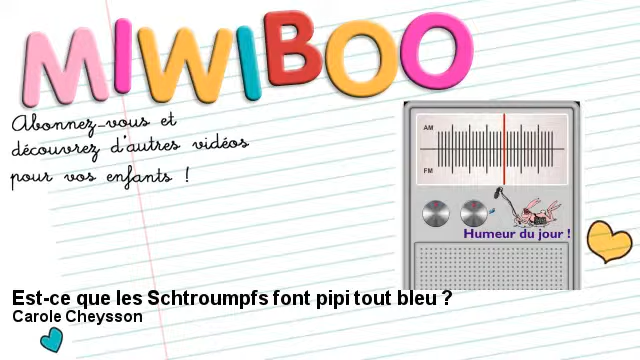 MIWIBOO
Abonnez-vous et
découvrez d'autres vidéos
pour vos enfants !
AM
FM
Humeur du jour !
Est-ce que les Schtroumpfs font pipi tout bleu ?
Carole Cheysson